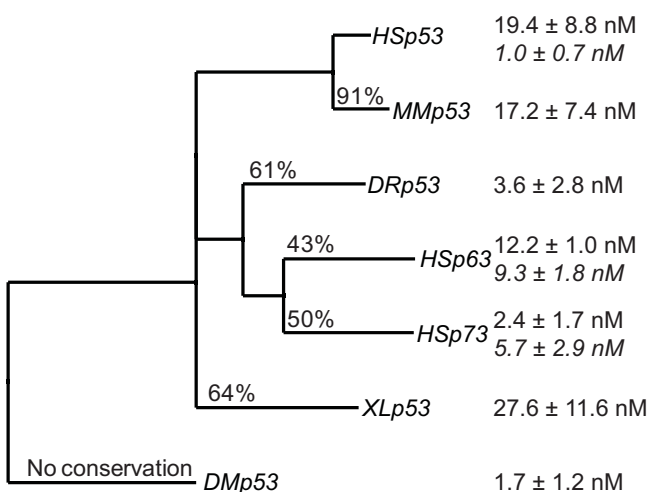 HSp53 19.4 ± 8.8 nM
1.0 ± 0.7 nM
91% MMp53 17.2 ± 7.4 nM
61% DRp53 3.6 ± 2.8 nM
43% HSp63 12.2 ± 1.0 nM
9.3 ± 1.8 nM
50% HSp73 2.4 ± 1.7 nM
5.7 ± 2.9 nM
64% XLp53 27.6 ± 11.6 nM
No conservation DMp53 1.7 ± 1.2 nM